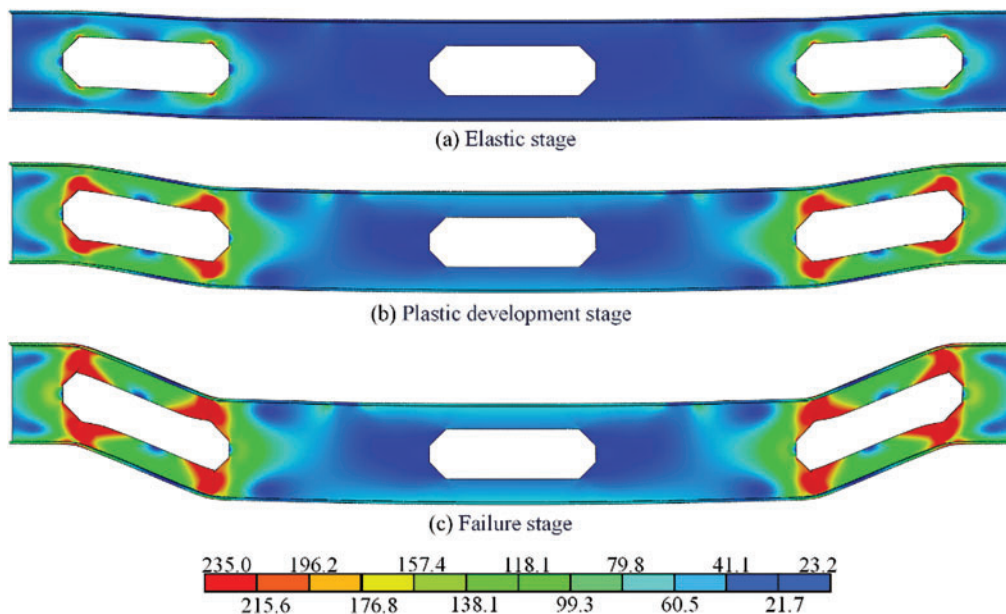 (a) Elastic stage
(b) Plastic development stage
(c) Failure stage
235.0 196.2 157.4 118.1 79.8 41.1 23.2
215.6 176.8 138.1 99.3 60.5 21.7